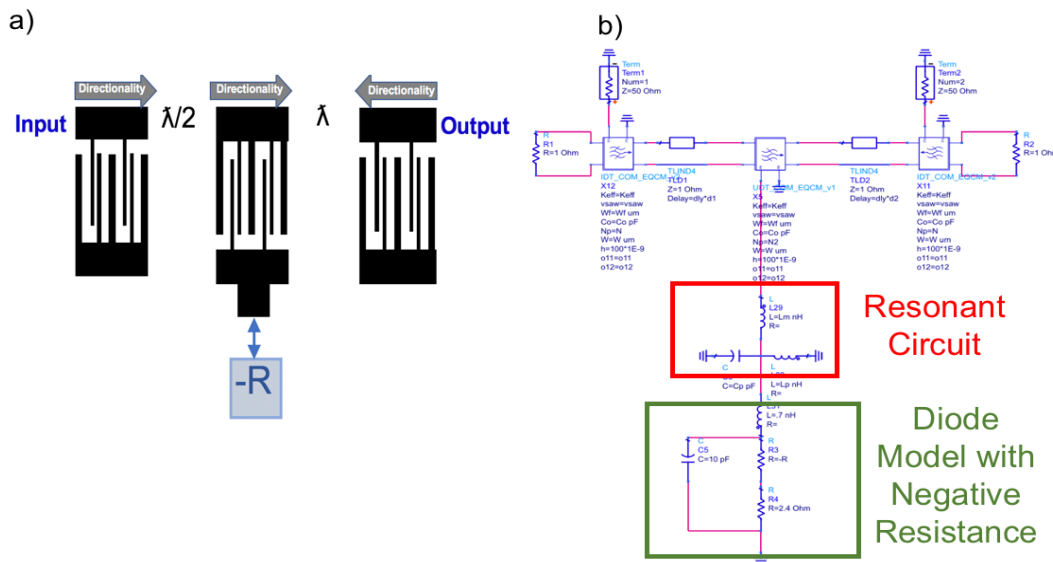 a)
Directionality
Directionality
Directionality
Input
ƛ/2
ƛ
Output
-R
b)
Term
Term1
Num=1
Z=50 Ohm
Term
Term2
Num=2
Z=50 Ohm
R
R1
R=1 Ohm
IDT_COM_EQCM_
X12
Keff=Keff
vsaw=vsaw
Wf=Wf um
Co=Co pF
Np=N
W=W um
h=100*1E-9
o11=o11
o12=o12
TLIND4
TLD1
Z=1 Ohm
Delay=dly*d1
UDT_COM_EQCM_v1
X5
Keff=Keff
vsaw=vsaw
Wf=Wf um
Co=Co pF
Np=N2
W=W um
h=100*1E-9
o11=o11
o12=o12
TLIND4
TLD2
Z=1 Ohm
Delay=dly*d2
IDT_COM_EQCM_v2
X11
Keff=Keff
vsaw=vsaw
Wf=Wf um
Co=Co pF
Np=N
W=W um
h=100*1E-9
o11=o11
o12=o12
R
R2
R=1 Ohm
L
L29
L=Lm nH
R=
C
C=Cp pF
L
L=Lp nH
R=
Resonant
Circuit
L
L31
L=.7 nH
R=
C
C5
C=10 pF
R
R3
R=-R
R
R4
R=2.4 Ohm
Diode
Model with
Negative
Resistance